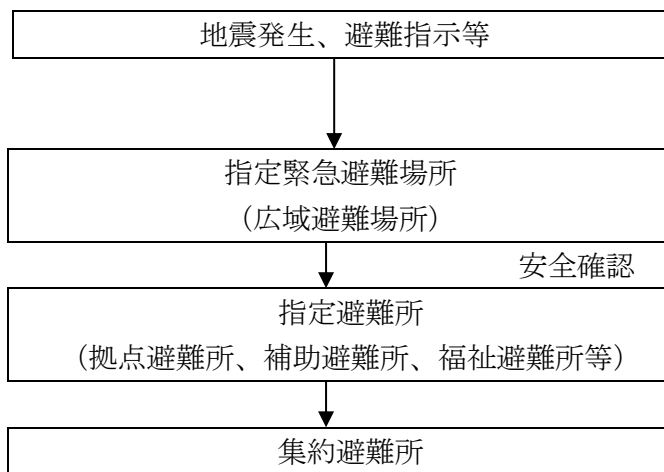 地震発生、避難指示等
指定緊急避難場所
（広域避難場所）
安全確認
指定避難所
（拠点避難所、補助避難所、福祉避難所等）
集約避難所